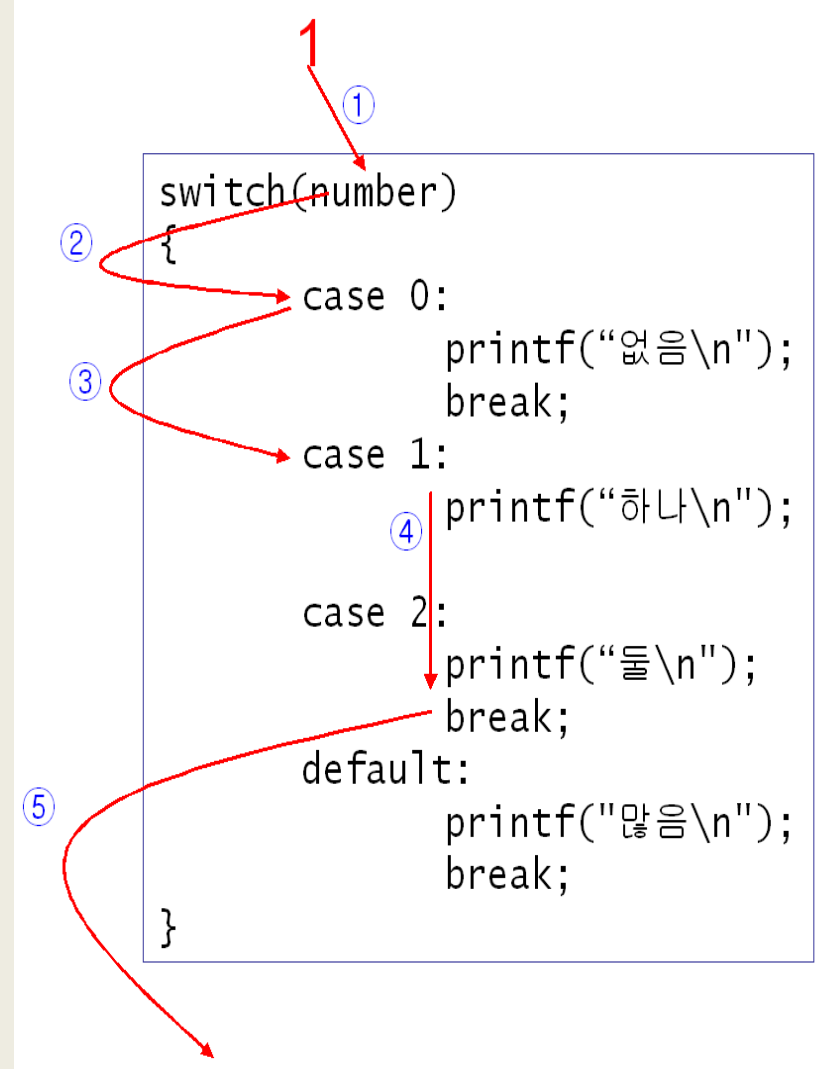 1
①
switch(number)
②
{
case 0:
printf(“없음\n");
③
break;
case 1:
printf(“하나\n");
④
case 2:
printf(“둘\n");
break;
default:
⑤
printf("많음\n");
break;
}